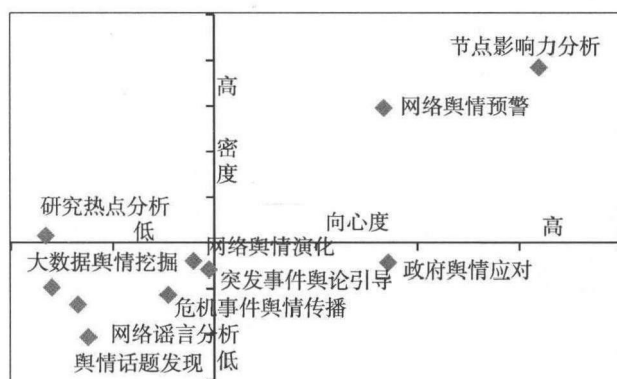 节点影响力分析
高
网络舆情预警
密
度
研究热点分析
低
向心度
高
网络舆情演化
大数据舆情挖掘
突发事件舆论引导
政府舆情应对
危机事件舆情传播
网络谣言分析
舆情话题发现
低